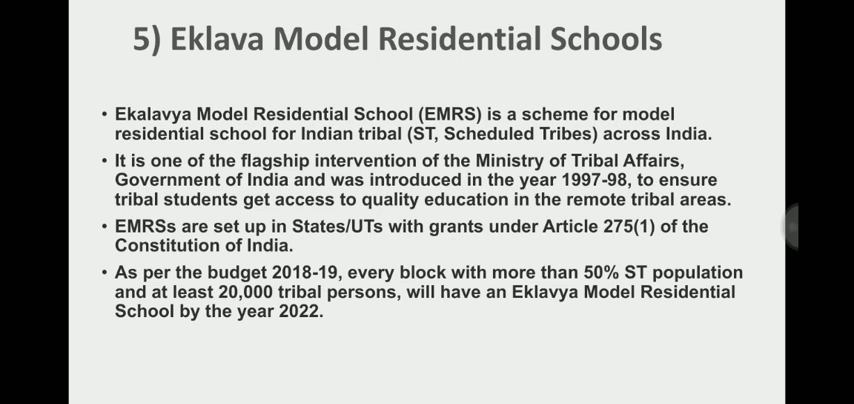 5) Eklava Model Residential Schools
• Ekalavya Model Residential School (EMRS) is a scheme for model
residential school for Indian tribal (ST, Scheduled Tribes) across India.
• It is one of the flagship intervention of the Ministry of Tribal Affairs,
Government of India and was introduced in the year 1997-98, to ensure
tribal students get access to quality education in the remote tribal areas.
• EMRSs are set up in States/UTs with grants under Article 275(1) of the
Constitution of India.
• As per the budget 2018-19, every block with more than 50% ST population
and at least 20,000 tribal persons, will have an Eklavya Model Residential
School by the year 2022.